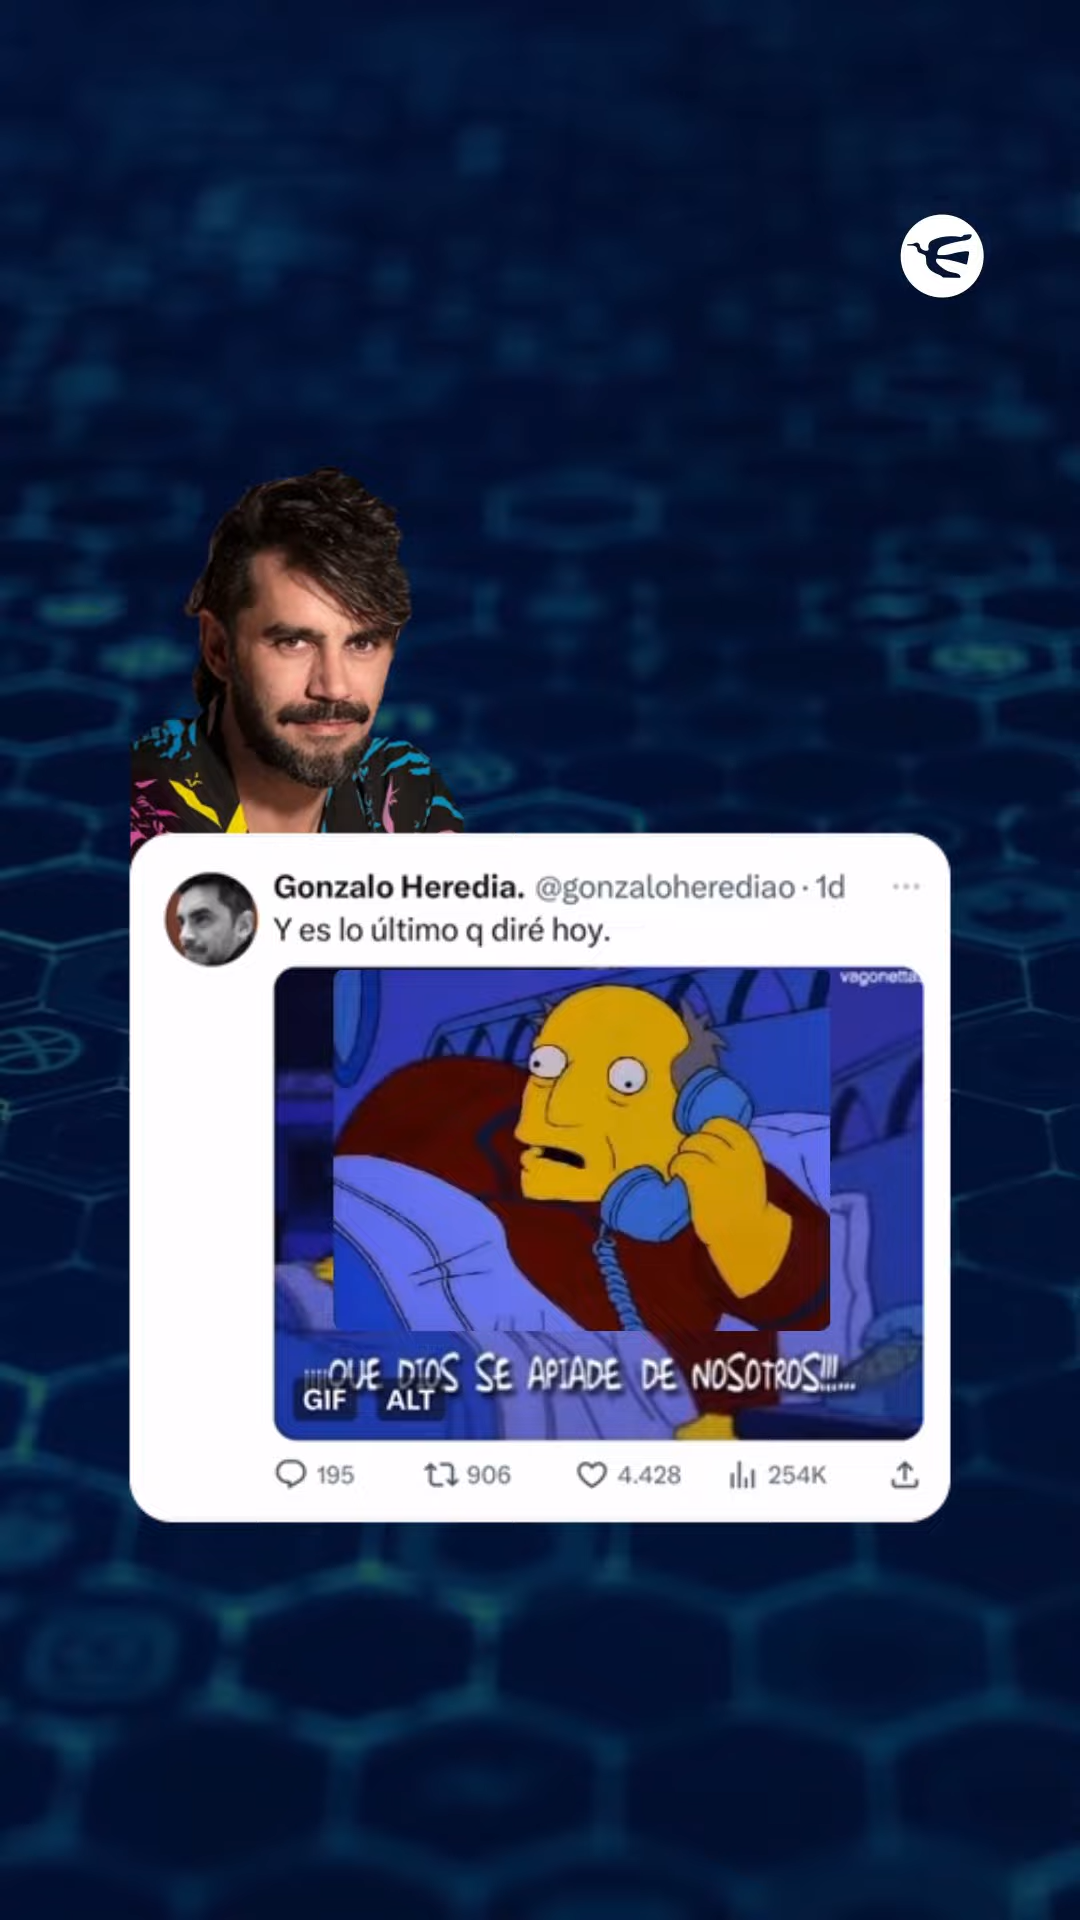 Gonzalo Heredia. @gonzaloherediao · 1d
Y es lo último q diré hoy.
vagonetta
....QUE DIOS SE APIADE DE NOSOTROS!!!...
GIF ALT
195 906 4.428 254K